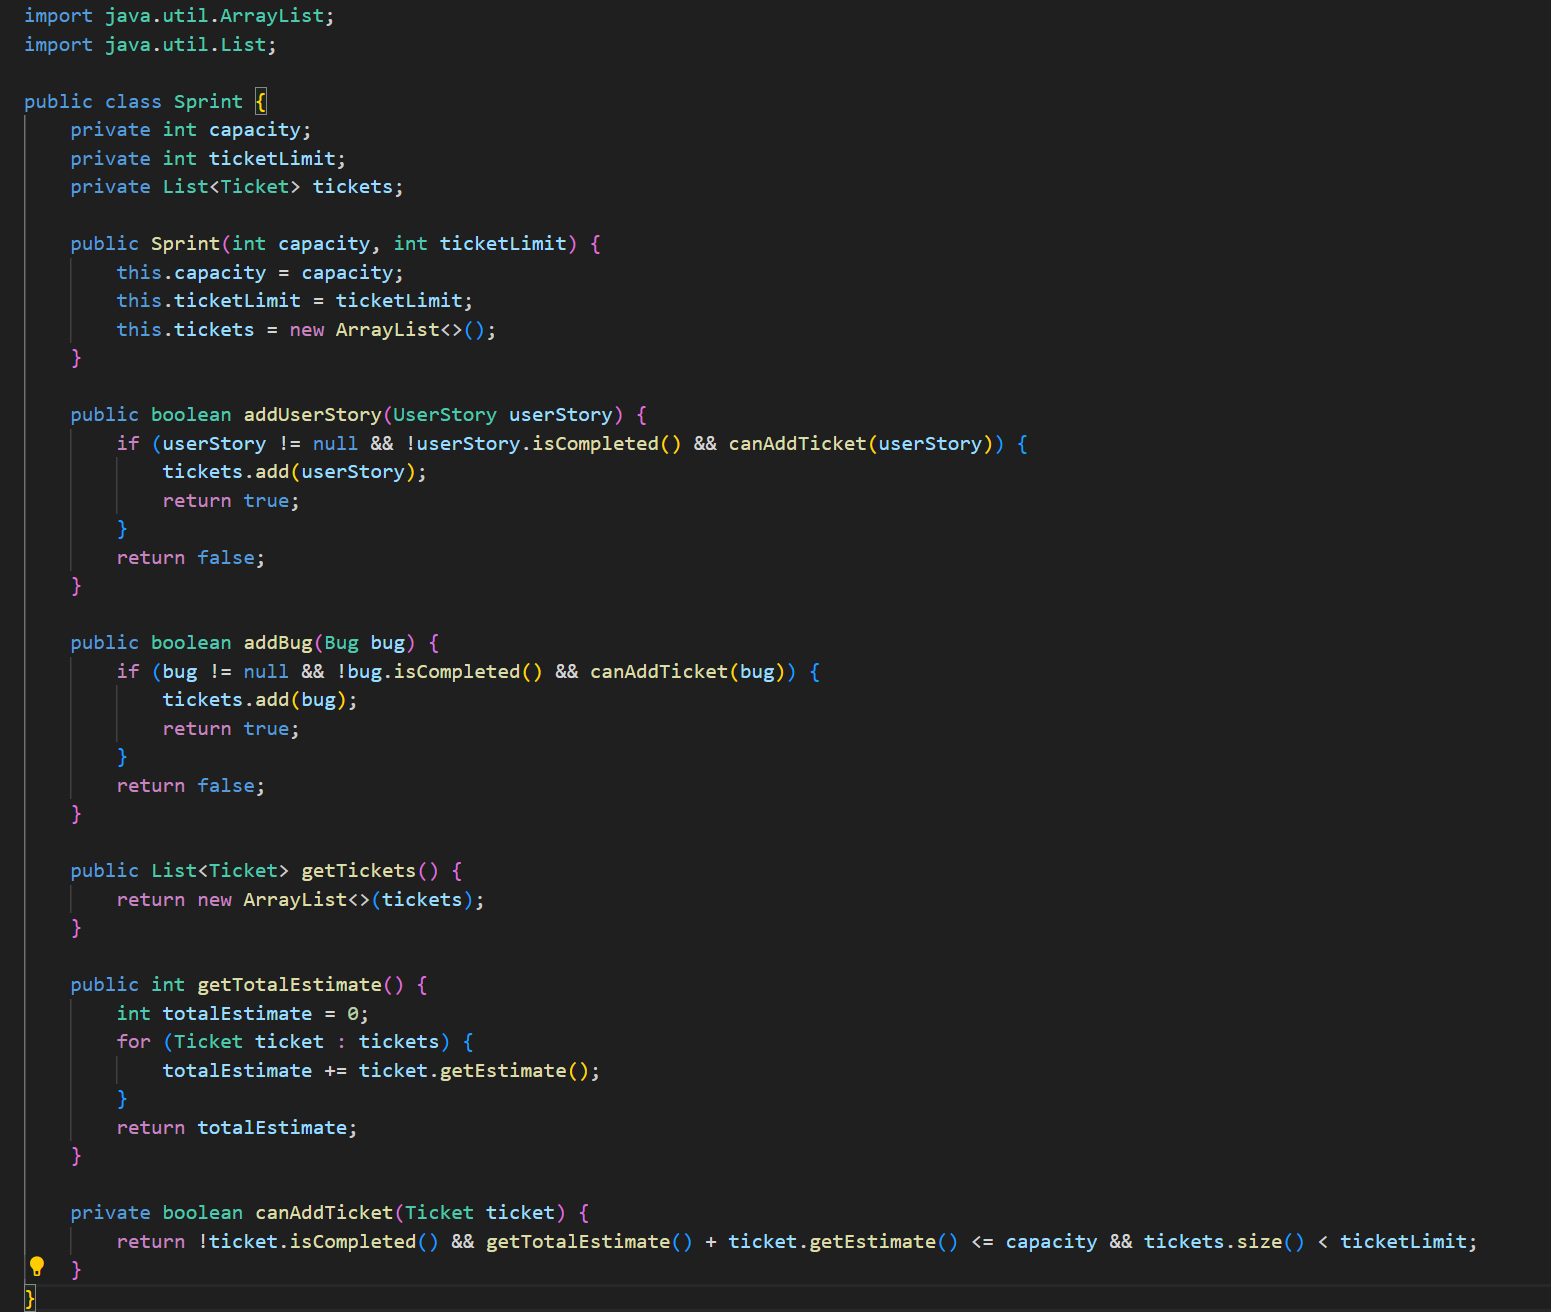 import java.util.ArrayList;
import java.util.List;

public class Sprint {
    private int capacity;
    private int ticketLimit;
    private List<Ticket> tickets;

    public Sprint(int capacity, int ticketLimit) {
        this.capacity = capacity;
        this.ticketLimit = ticketLimit;
        this.tickets = new ArrayList<>();
    }

    public boolean addUserStory(UserStory userStory) {
        if (userStory != null && !userStory.isCompleted() && canAddTicket(userStory)) {
            tickets.add(userStory);
            return true;
        }
        return false;
    }

    public boolean addBug(Bug bug) {
        if (bug != null && !bug.isCompleted() && canAddTicket(bug)) {
            tickets.add(bug);
            return true;
        }
        return false;
    }

    public List<Ticket> getTickets() {
        return new ArrayList<>(tickets);
    }

    public int getTotalEstimate() {
        int totalEstimate = 0;
        for (Ticket ticket : tickets) {
            totalEstimate += ticket.getEstimate();
        }
        return totalEstimate;
    }

    private boolean canAddTicket(Ticket ticket) {
        return !ticket.isCompleted() && getTotalEstimate() + ticket.getEstimate() <= capacity && tickets.size() < ticketLimit;
    }
}